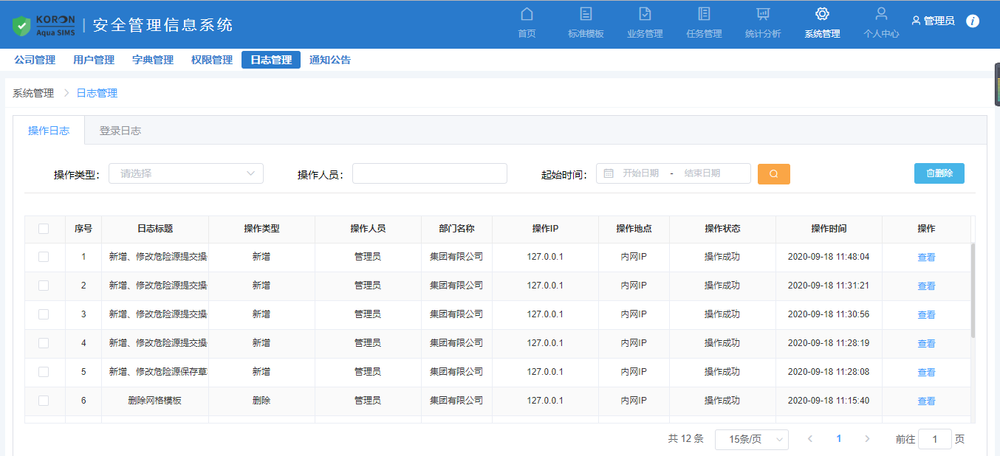 KORON
Aqua SIMS
安全管理信息系统
首页 标准模板 业务管理 任务管理 统计分析 系统管理 个人中心 管理员 i
公司管理 用户管理 字典管理 权限管理 日志管理 通知公告
系统管理 > 日志管理
操作日志 登录日志
操作类型: 请选择 操作人员: 起始时间: 开始日期 - 结束日期 删除
序号 日志标题 操作类型 操作人员 部门名称 操作IP 操作地点 操作状态 操作时间 操作
1 新增、修改危险源提交操 新增 管理员 集团有限公司 127.0.0.1 内网IP 操作成功 2020-09-18 11:48:04 查看
2 新增、修改危险源提交操 新增 管理员 集团有限公司 127.0.0.1 内网IP 操作成功 2020-09-18 11:31:21 查看
3 新增、修改危险源提交操 新增 管理员 集团有限公司 127.0.0.1 内网IP 操作成功 2020-09-18 11:30:56 查看
4 新增、修改危险源提交操 新增 管理员 集团有限公司 127.0.0.1 内网IP 操作成功 2020-09-18 11:28:19 查看
5 新增、修改危险源保存草 新增 管理员 集团有限公司 127.0.0.1 内网IP 操作成功 2020-09-18 11:28:08 查看
6 删除网格模板 删除 管理员 集团有限公司 127.0.0.1 内网IP 操作成功 2020-09-18 11:15:40 查看
共 12 条 15条/页 < 1 > 前往 1 页